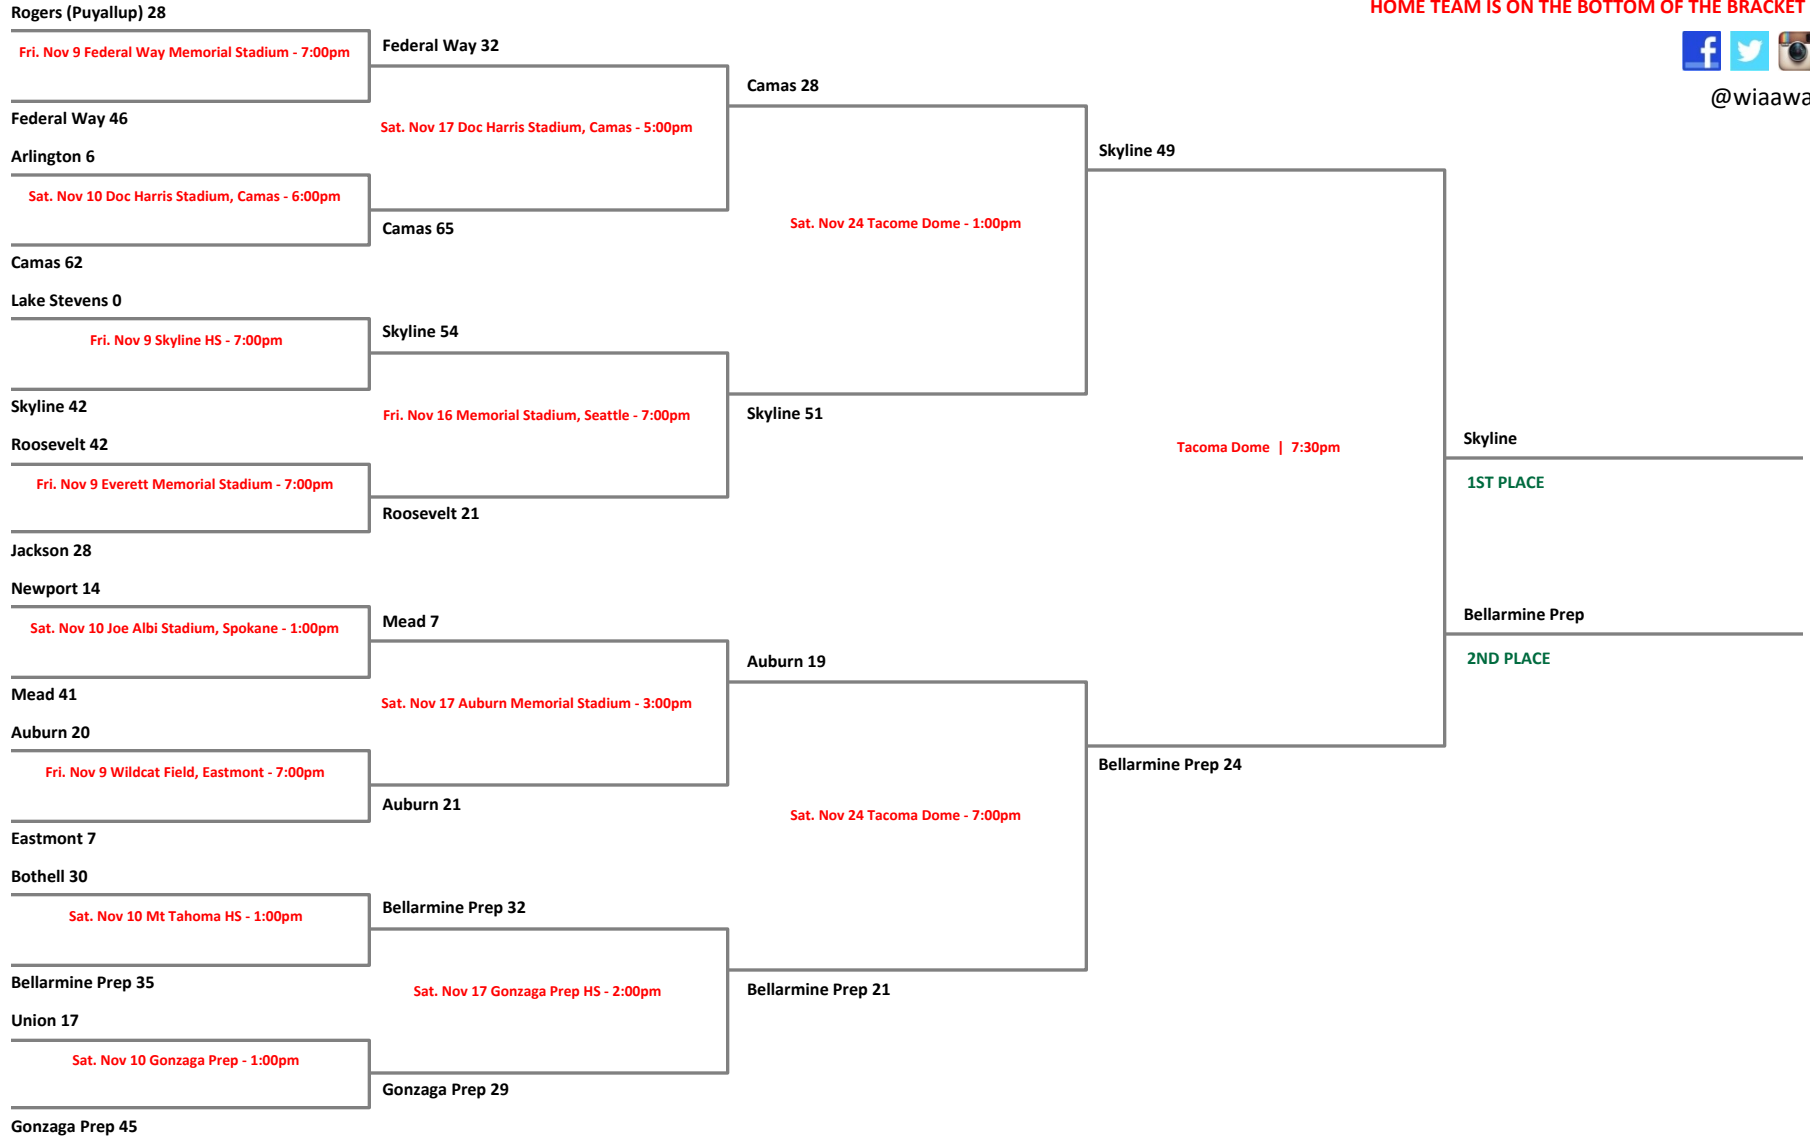 HOME TEAM IS ON THE BOTTOM OF THE BRACKET
@wiaawa
Rogers (Puyallup) 28
Fri. Nov 9 Federal Way Memorial Stadium - 7:00pm
Federal Way 46
Arlington 6
Sat. Nov 10 Doc Harris Stadium, Camas - 6:00pm
Camas 62
Lake Stevens 0
Fri. Nov 9 Skyline HS - 7:00pm
Skyline 42
Roosevelt 42
Fri. Nov 9 Everett Memorial Stadium - 7:00pm
Jackson 28
Newport 14
Sat. Nov 10 Joe Albi Stadium, Spokane - 1:00pm
Mead 41
Auburn 20
Fri. Nov 9 Wildcat Field, Eastmont - 7:00pm
Eastmont 7
Bothell 30
Sat. Nov 10 Mt Tahoma HS - 1:00pm
Bellarmine Prep 35
Union 17
Sat. Nov 10 Gonzaga Prep - 1:00pm
Gonzaga Prep 45
Federal Way 32
Sat. Nov 17 Doc Harris Stadium, Camas - 5:00pm
Camas 65
Skyline 54
Fri. Nov 16 Memorial Stadium, Seattle - 7:00pm
Roosevelt 21
Mead 7
Sat. Nov 17 Auburn Memorial Stadium - 3:00pm
Auburn 21
Bellarmine Prep 32
Sat. Nov 17 Gonzaga Prep HS - 2:00pm
Gonzaga Prep 29
Camas 28
Sat. Nov 24 Tacome Dome - 1:00pm
Skyline 51
Auburn 19
Sat. Nov 24 Tacoma Dome - 7:00pm
Bellarmine Prep 21
Skyline 49
Tacoma Dome | 7:30pm
Bellarmine Prep 24
Skyline
1ST PLACE
Bellarmine Prep
2ND PLACE